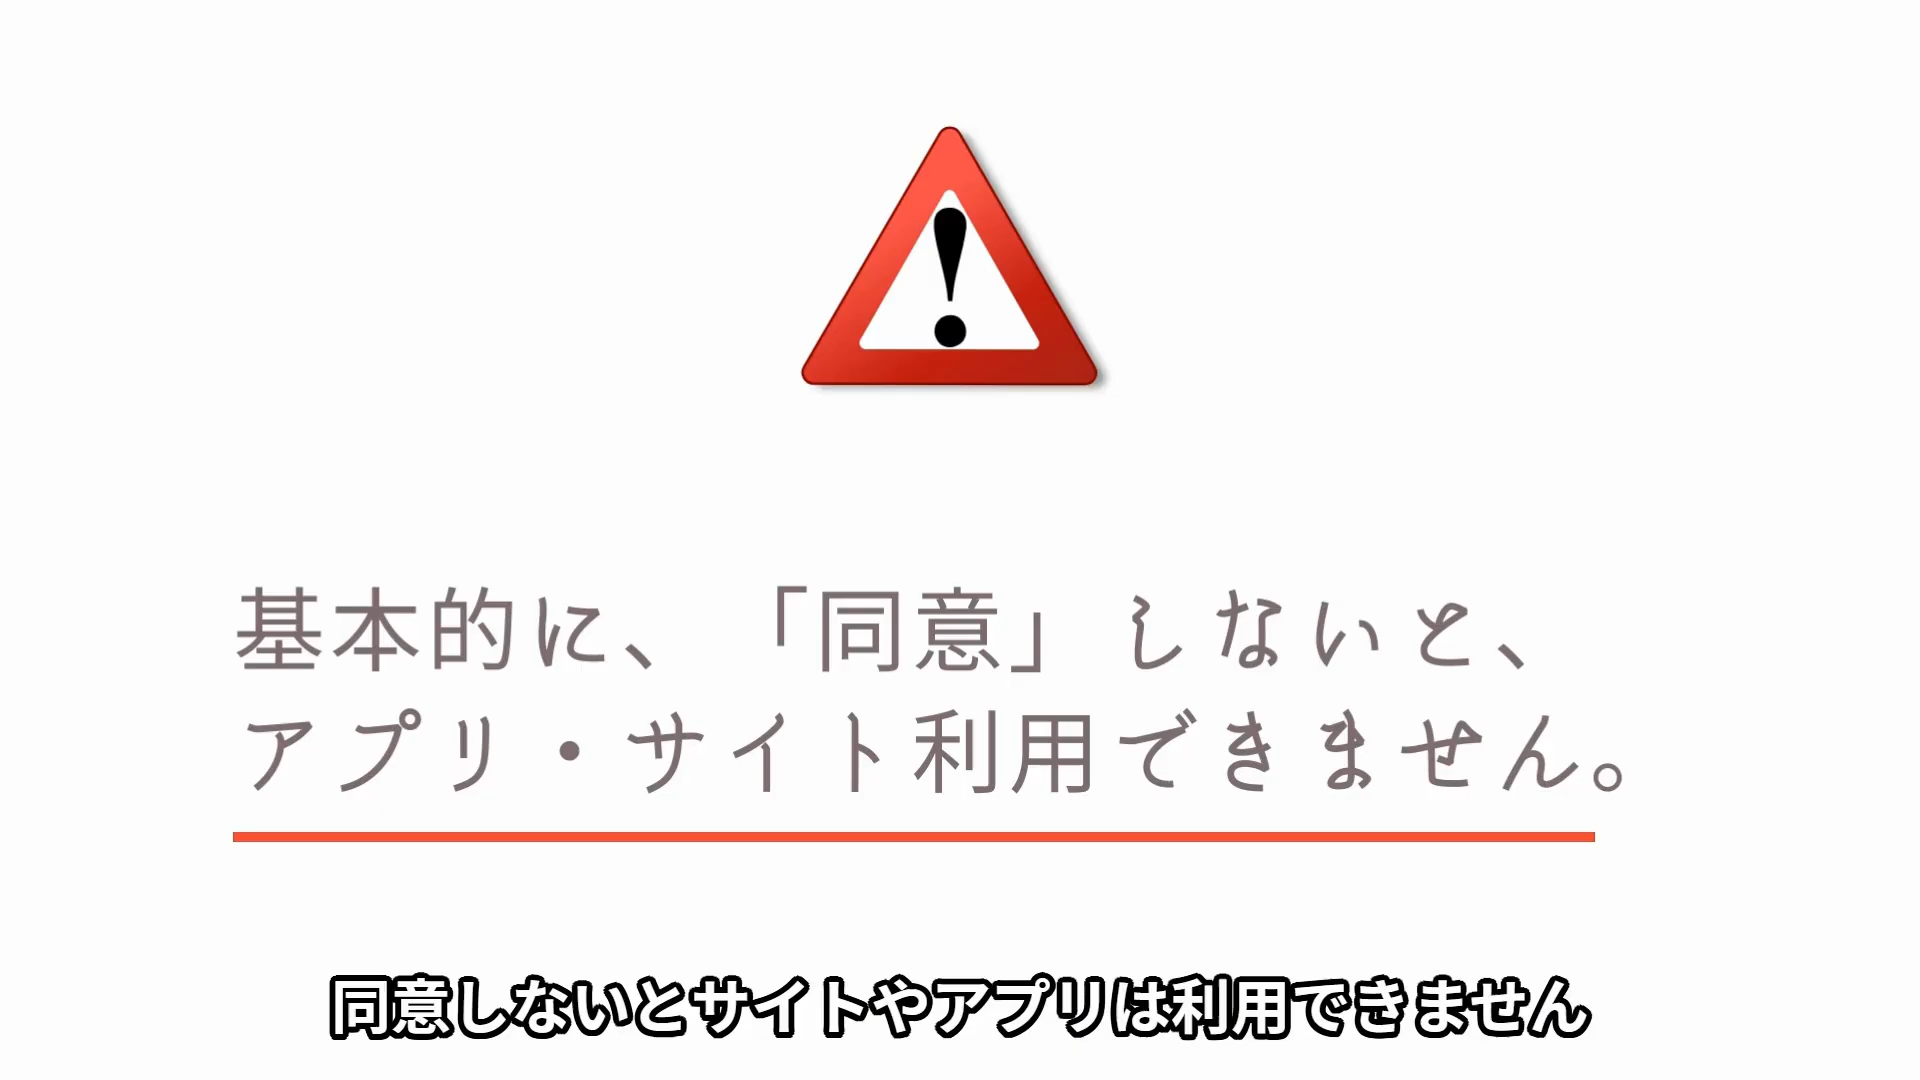 基本的に、「同意」しないと、
アプリ・サイト利用できません。
同意しないとサイトやアプリは利用できません